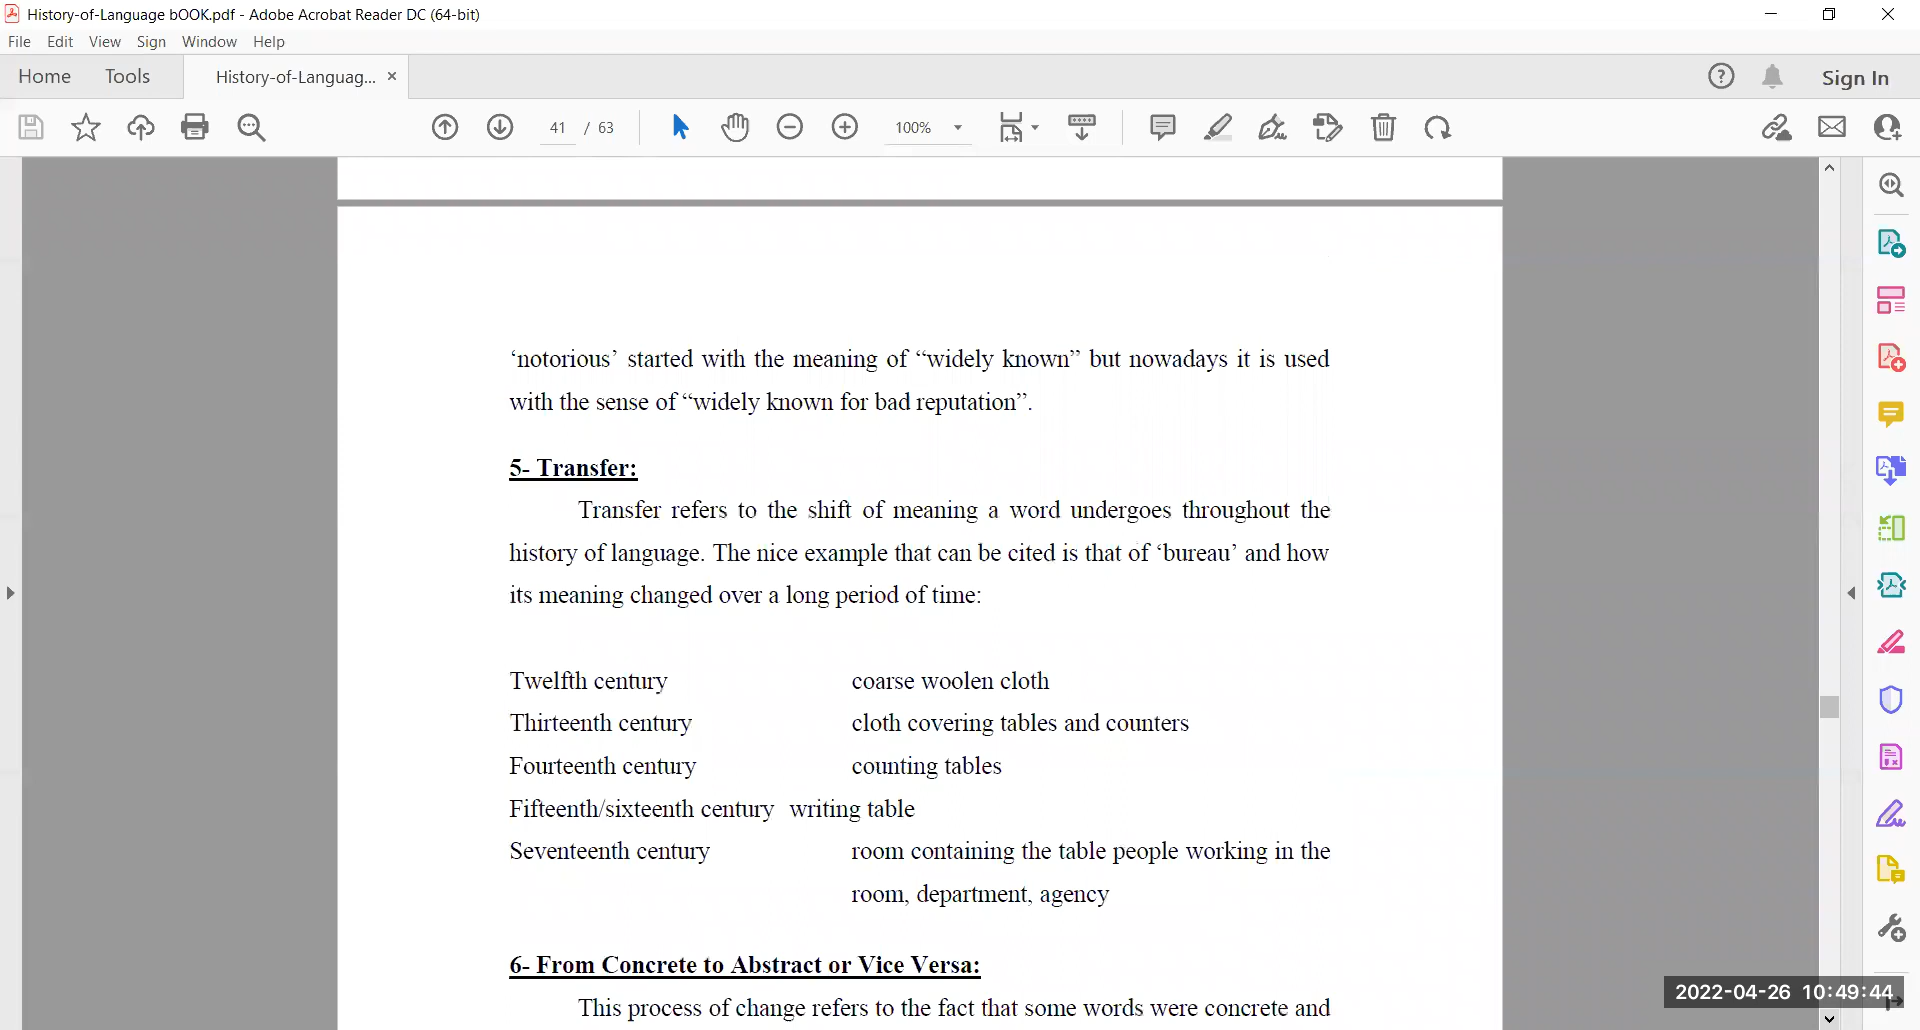 History-of-Language bOOK.pdf - Adobe Acrobat Reader DC (64-bit)
File Edit View Sign Window Help
Home Tools History-of-Languag... × Sign In
41 / 63 100%
‘notorious’ started with the meaning of “widely known” but nowadays it is used
with the sense of “widely known for bad reputation”.
5- Transfer:
Transfer refers to the shift of meaning a word undergoes throughout the
history of language. The nice example that can be cited is that of ‘bureau’ and how
its meaning changed over a long period of time:
Twelfth century coarse woolen cloth
Thirteenth century cloth covering tables and counters
Fourteenth century counting tables
Fifteenth/sixteenth century writing table
Seventeenth century room containing the table people working in the
room, department, agency
6- From Concrete to Abstract or Vice Versa:
This process of change refers to the fact that some words were concrete and
2022-04-26 10:49:44